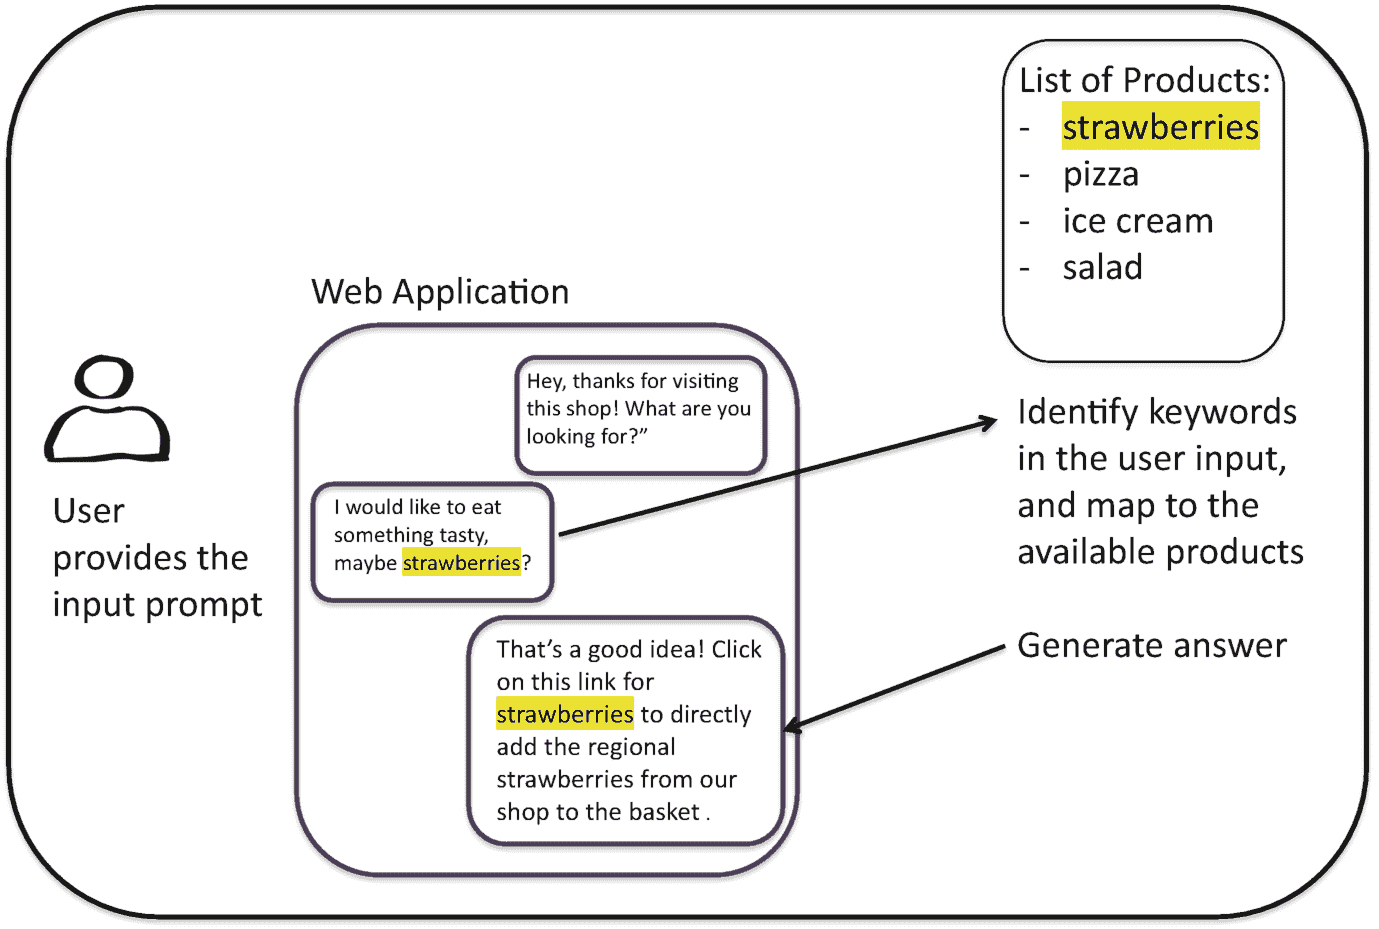 List of Products:
- strawberries
- pizza
- ice cream
- salad
Web Application
Hey, thanks for visiting
this shop! What are you
looking for?”
I would like to eat
something tasty,
maybe strawberries?
That’s a good idea! Click
on this link for
strawberries to directly
add the regional
strawberries from our
shop to the basket .
User
provides the
input prompt
Identify keywords
in the user input,
and map to the
available products
Generate answer